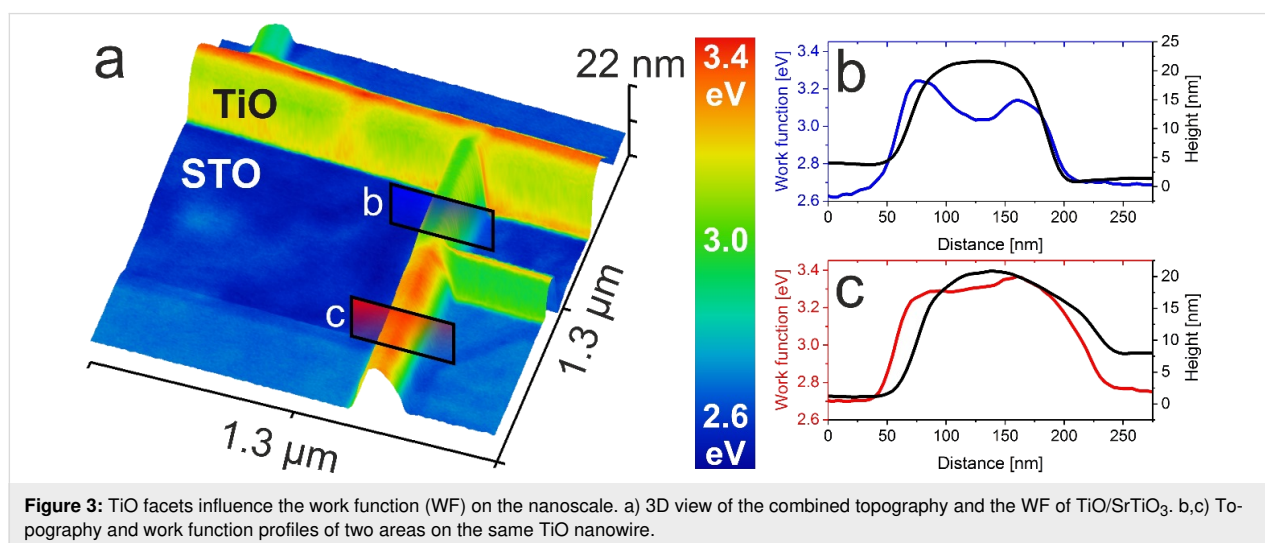 a
TiO
STO
b
c
22 nm
1.3 µm
1.3 µm
3.4
eV
3.0
2.6
eV
b
Work function [eV]
3.4
3.2
3.0
2.8
2.6
25
20
15
10
5
0
Height [nm]
0 50 100 150 200 250
Distance [nm]
c
Work function [eV]
3.4
3.2
3.0
2.8
2.6
20
15
10
5
0
Height [nm]
0 50 100 150 200 250
Distance [nm]
Figure 3: TiO facets influence the work function (WF) on the nanoscale. a) 3D view of the combined topography and the WF of TiO/SrTiO₃. b,c) To-
pography and work function profiles of two areas on the same TiO nanowire.